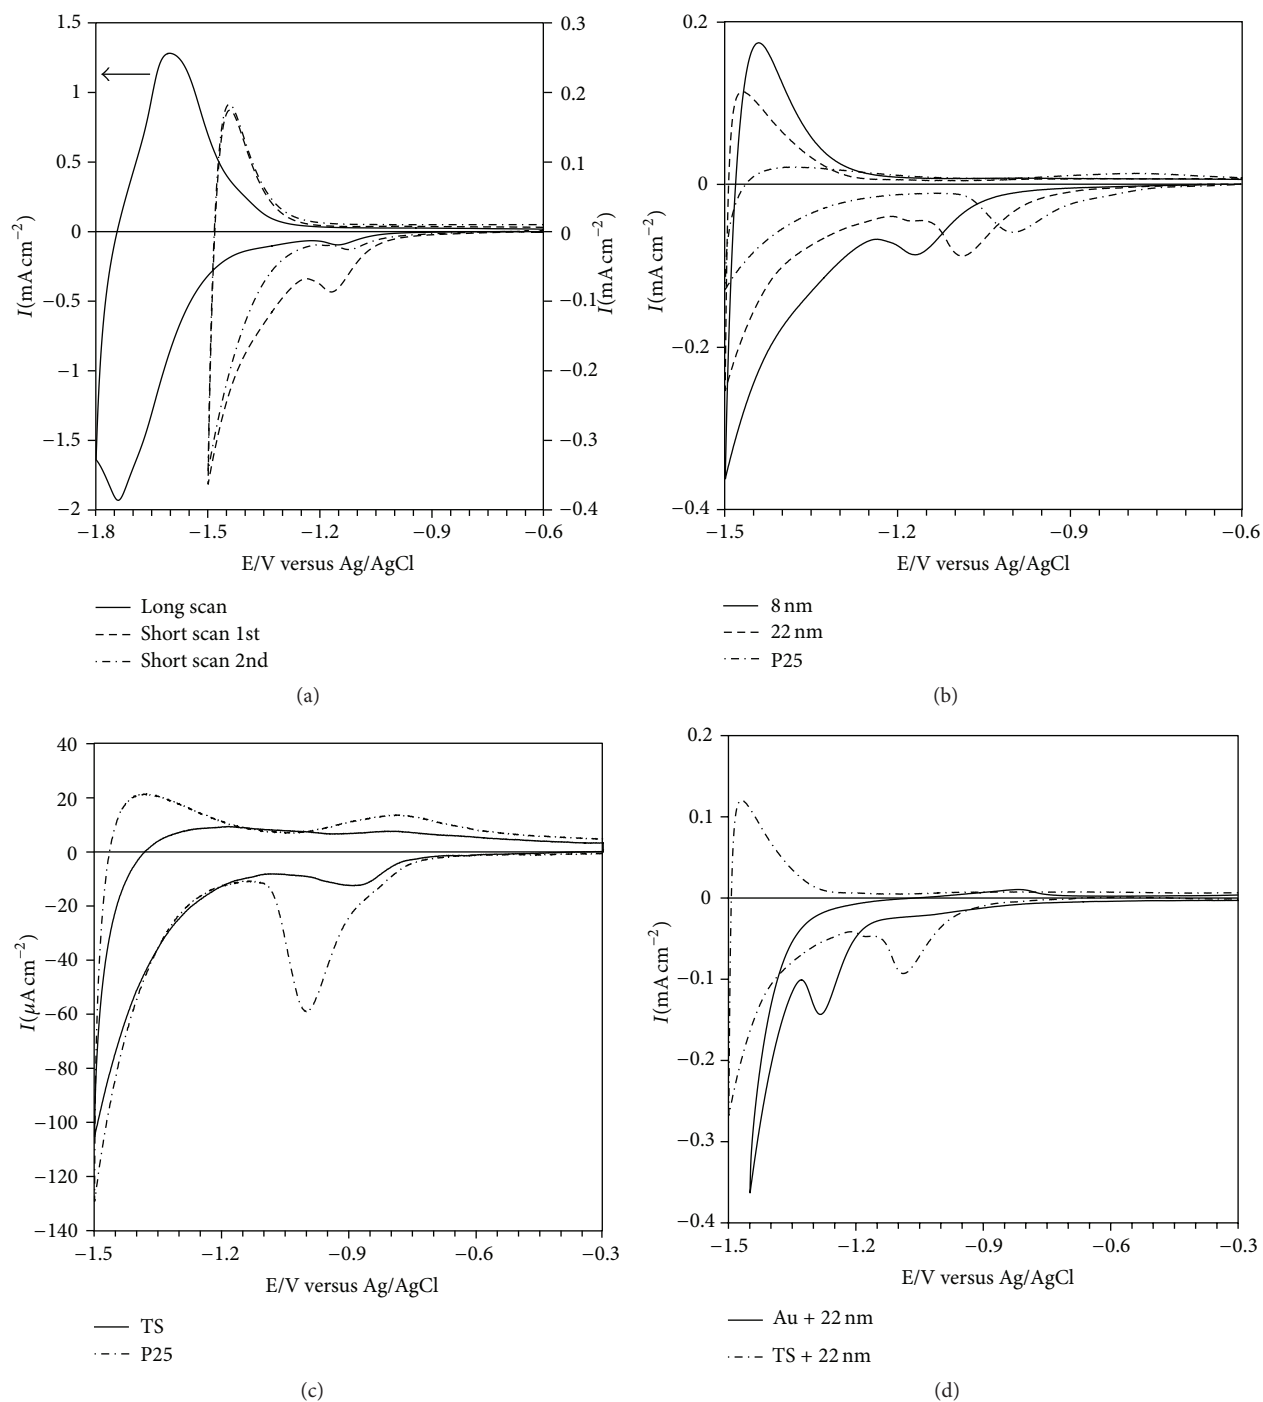 1.5
1
0.5
0
−0.5
−1
−1.5
−2
0.3
0.2
0.1
0
−0.1
−0.2
−0.3
−0.4
I(mA cm−2)
I(mA cm−2)
−1.8 −1.5 −1.2 −0.9 −0.6
E/V versus Ag/AgCl
Long scan
Short scan 1st
Short scan 2nd
(a)
0.2
0
−0.2
−0.4
I(mA cm−2)
−1.5 −1.2 −0.9 −0.6
E/V versus Ag/AgCl
8 nm
22 nm
P25
(b)
40
20
0
−20
−40
−60
−80
−100
−120
−140
I(μA cm−2)
−1.5 −1.2 −0.9 −0.6 −0.3
E/V versus Ag/AgCl
TS
P25
(c)
0.2
0.1
0
−0.1
−0.2
−0.3
−0.4
I(mA cm−2)
−1.5 −1.2 −0.9 −0.6 −0.3
E/V versus Ag/AgCl
Au + 22 nm
TS + 22 nm
(d)